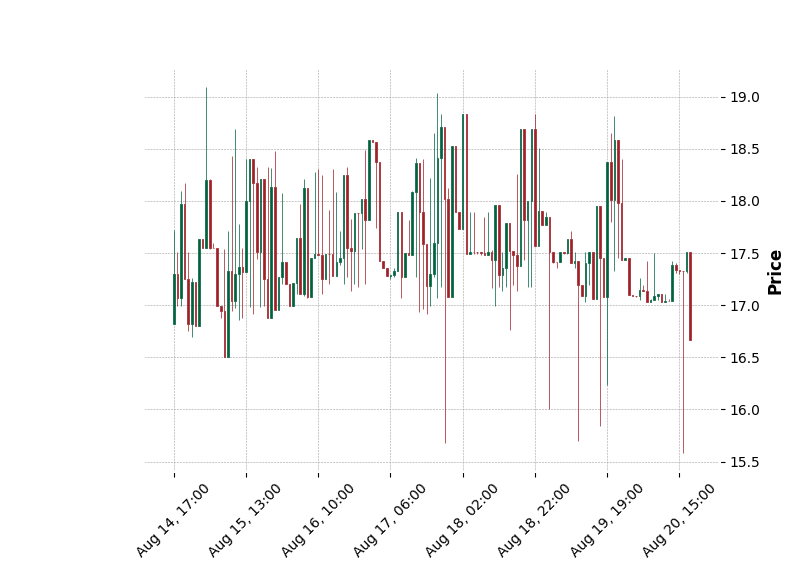 19.0
18.5
18.0
17.5
17.0
16.5
16.0
15.5
Price
Aug 14, 17:00
Aug 15, 13:00
Aug 16, 10:00
Aug 17, 06:00
Aug 18, 02:00
Aug 18, 22:00
Aug 19, 19:00
Aug 20, 15:00